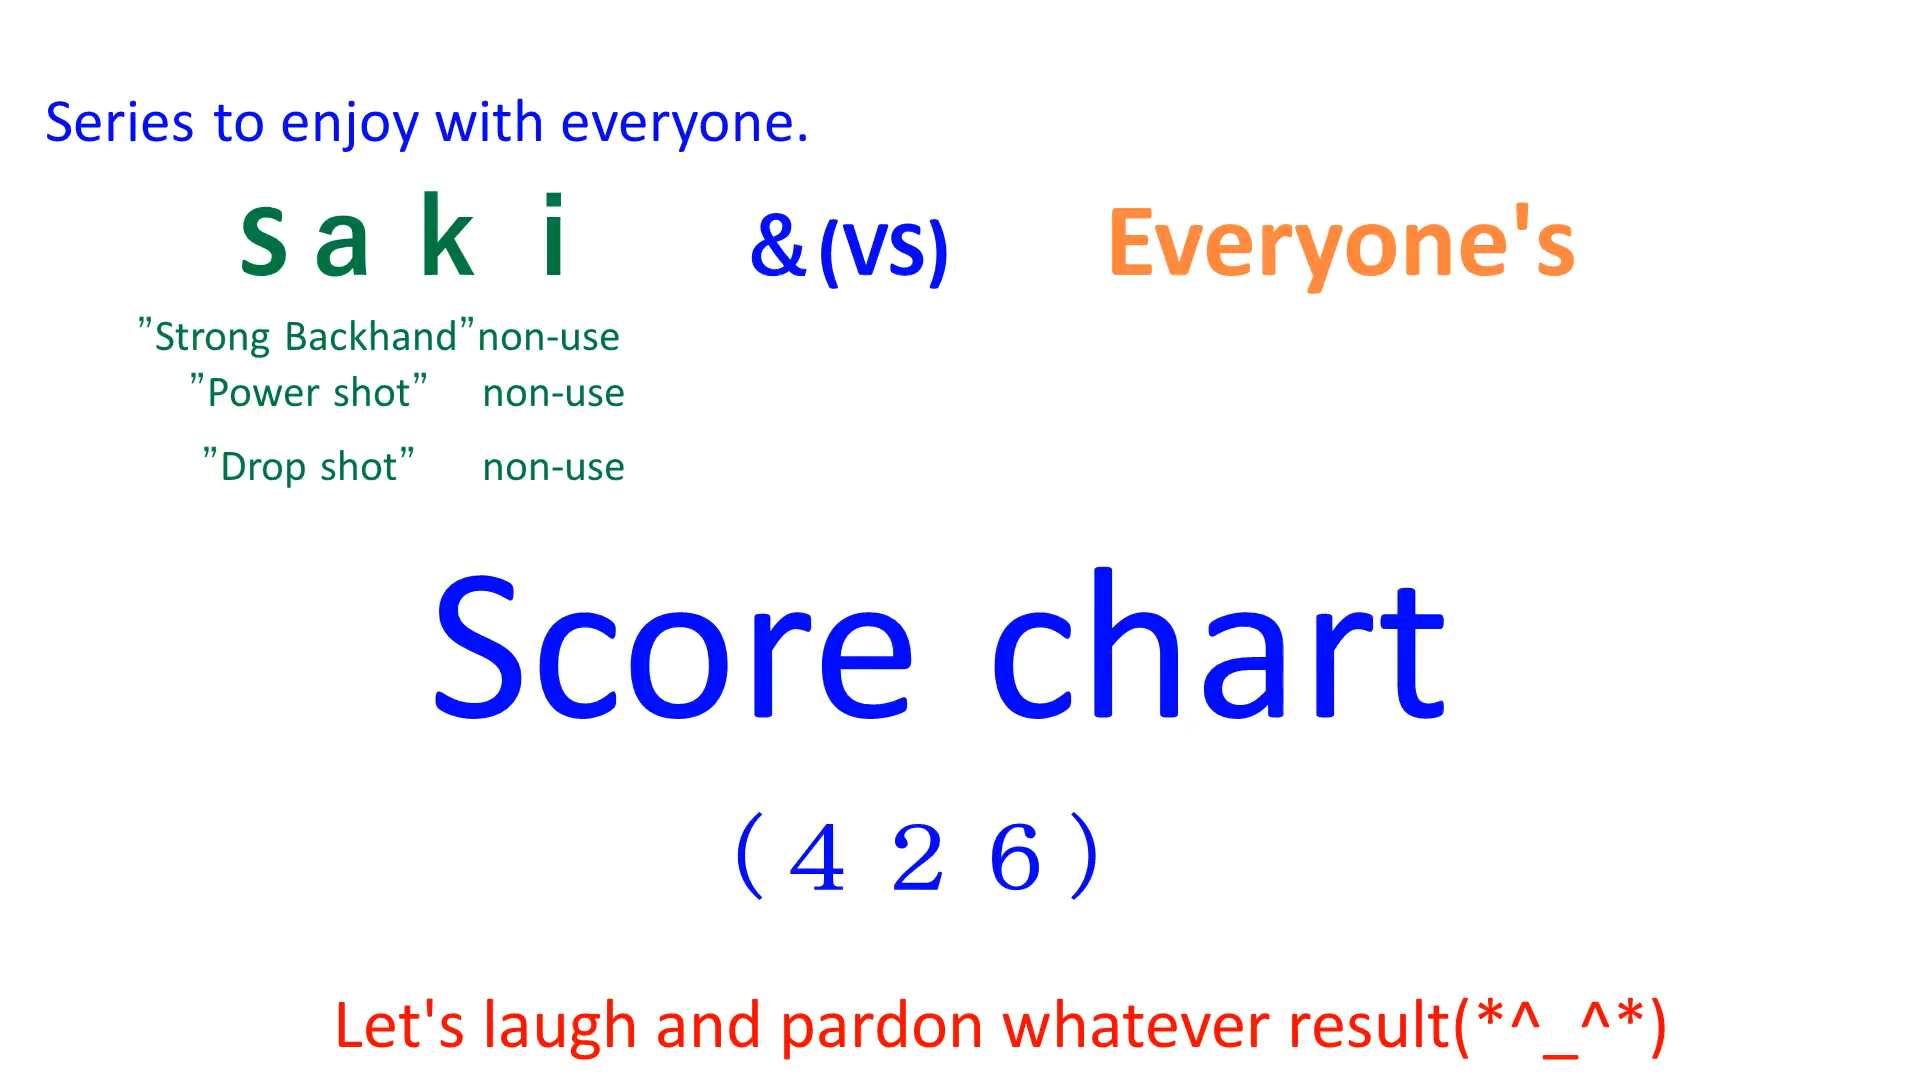 Series to enjoy with everyone.
ｓａｋｉ ＆(VS) Everyone's
”Strong Backhand”non-use
”Power shot” non-use
”Drop shot” non-use
Score chart
（４２６）
Let's laugh and pardon whatever result(*^_^*)